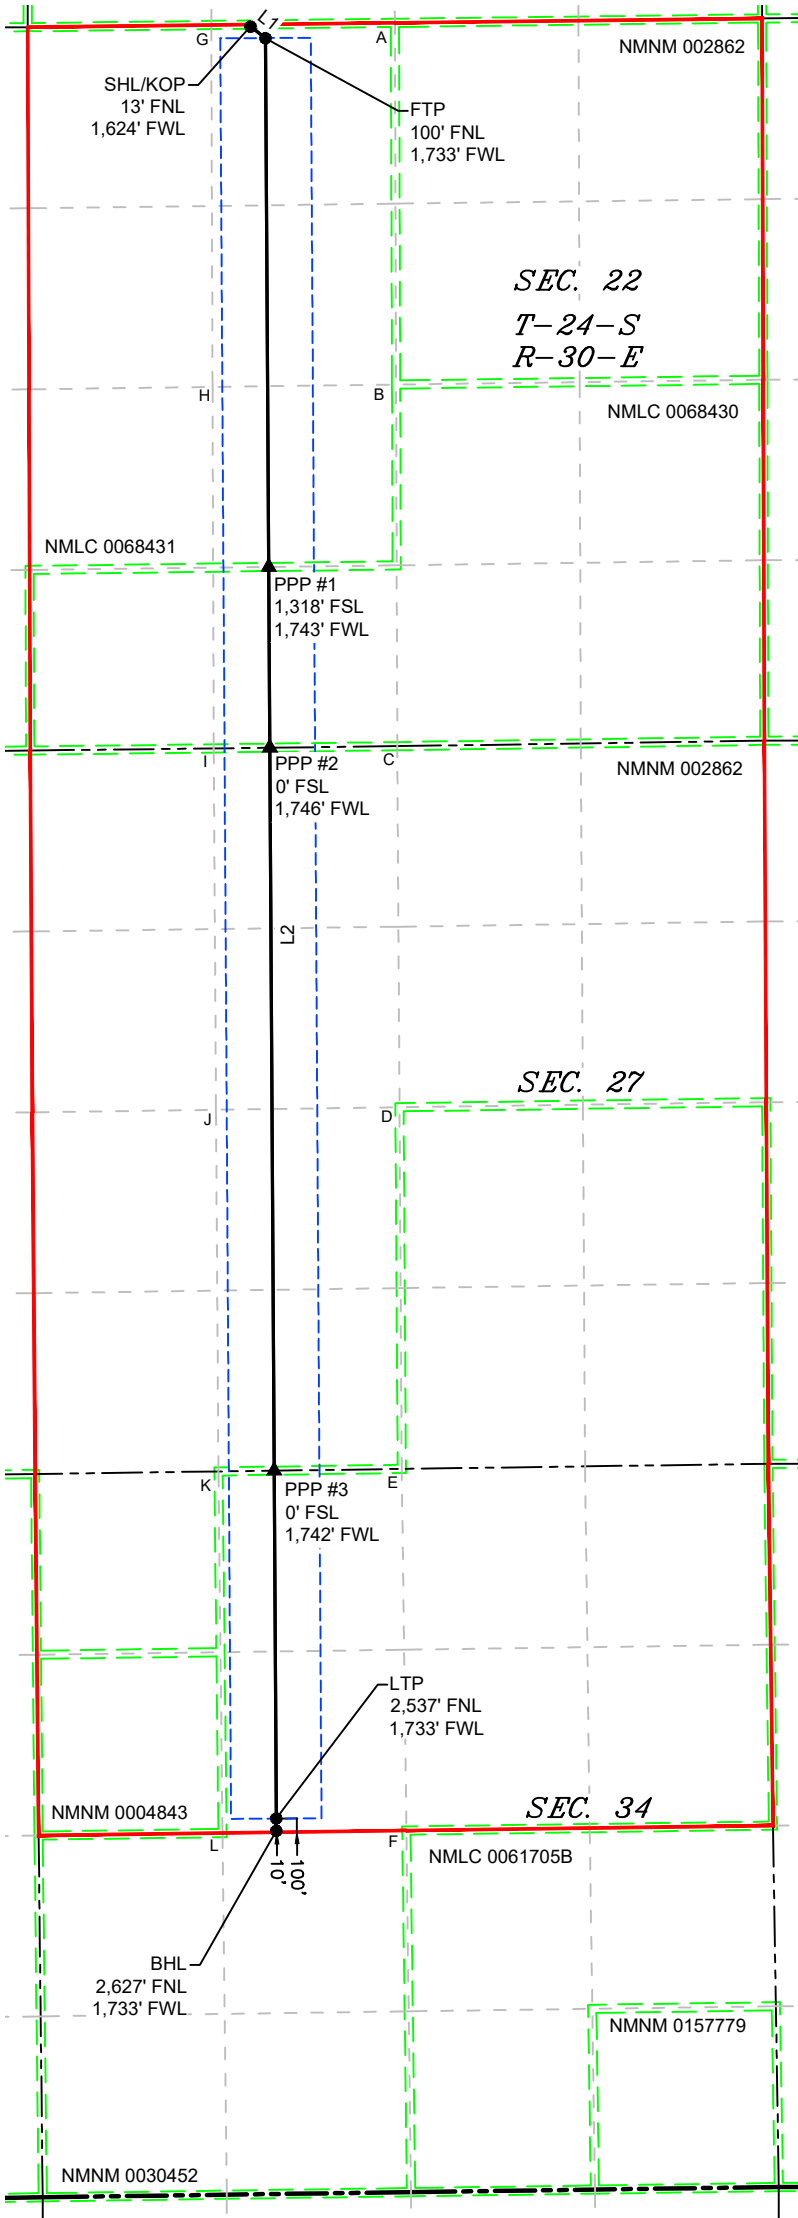 L1
G
A
NMNM 002862
SHL/KOP
13' FNL
1,624' FWL
FTP
100' FNL
1,733' FWL
SEC. 22
T-24-S
R-30-E
H
B
NMLC 0068430
NMLC 0068431
PPP #1
1,318' FSL
1,743' FWL
I
PPP #2
0' FSL
1,746' FWL
C
NMNM 002862
L2
SEC. 27
J
D
K
PPP #3
0' FSL
1,742' FWL
E
LTP
2,537' FNL
1,733' FWL
NMNM 0004843
SEC. 34
L
F
NMLC 0061705B
10'
100'
BHL
2,627' FNL
1,733' FWL
NMNM 0157779
NMNM 0030452